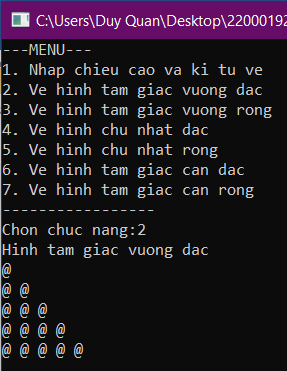 C:\Users\Duy Quan\Desktop\2200019
---MENU---
1. Nhap chieu cao va ki tu ve
2. Ve hinh tam giac vuong dac
3. Ve hinh tam giac vuong rong
4. Ve hinh chu nhat dac
5. Ve hinh chu nhat rong
6. Ve hinh tam giac can dac
7. Ve hinh tam giac can rong
-----------------
Chon chuc nang:2
Hinh tam giac vuong dac
@
@ @
@ @ @
@ @ @ @
@ @ @ @ @